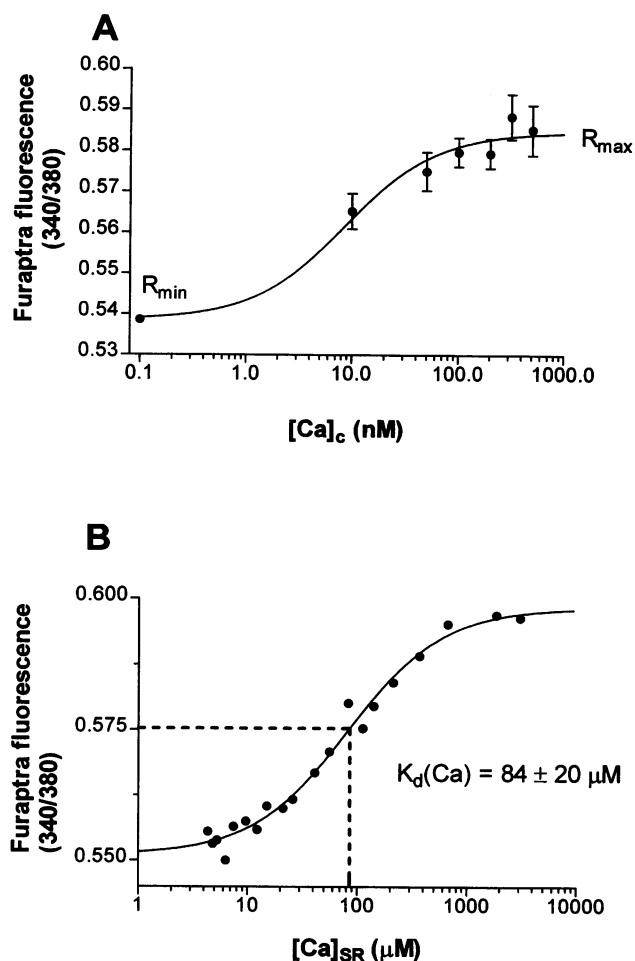 A
0.60
0.59
0.58
0.57
0.56
0.55
0.54
0.53
Furaptra fluorescence
(340/380)
R_min
R_max
0.1 1.0 10.0 100.0 1000.0
[Ca]_c (nM)
B
0.600
0.575
0.550
Furaptra fluorescence
(340/380)
K_d(Ca) = 84 ± 20 μM
1 10 100 1000 10000
[Ca]_SR (μM)